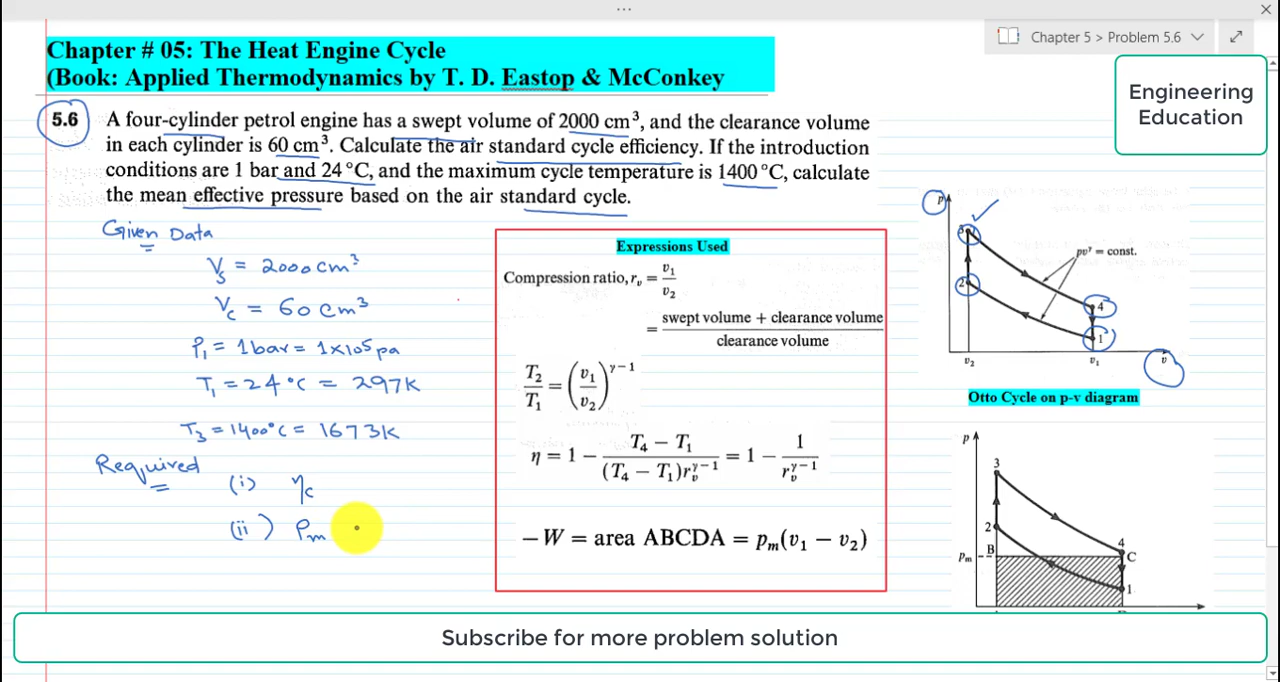 Chapter # 05: The Heat Engine Cycle
(Book: Applied Thermodynamics by T. D. Eastop & McConkey
Chapter 5 > Problem 5.6
Engineering
Education
5.6 A four-cylinder petrol engine has a swept volume of 2000 cm³, and the clearance volume
in each cylinder is 60 cm³. Calculate the air standard cycle efficiency. If the introduction
conditions are 1 bar and 24 °C, and the maximum cycle temperature is 1400 °C, calculate
the mean effective pressure based on the air standard cycle.
Given Data
Vs = 2000 cm³
Vc = 60 cm³
P₁ = 1 bar = 1×10⁵ pa
T₁ = 24 °C = 297K
T₃ = 1400°C = 1673K
Required
(i) ηc
(ii) Pm
Expressions Used
Compression ratio, rᵥ = v₁/v₂
= swept volume + clearance volume / clearance volume
T₂/T₁ = (v₁/v₂)^γ−1
η = 1 − T₄ − T₁ / (T₄ − T₁)rᵥ^γ−1 = 1 − 1/rᵥ^γ−1
−W = area ABCDA = pm(v₁ − v₂)
p
3
pvᵞ = const.
2
4
1
v₂ v₁ v
Otto Cycle on p-v diagram
p
3
2
4
pm B C
1
Subscribe for more problem solution